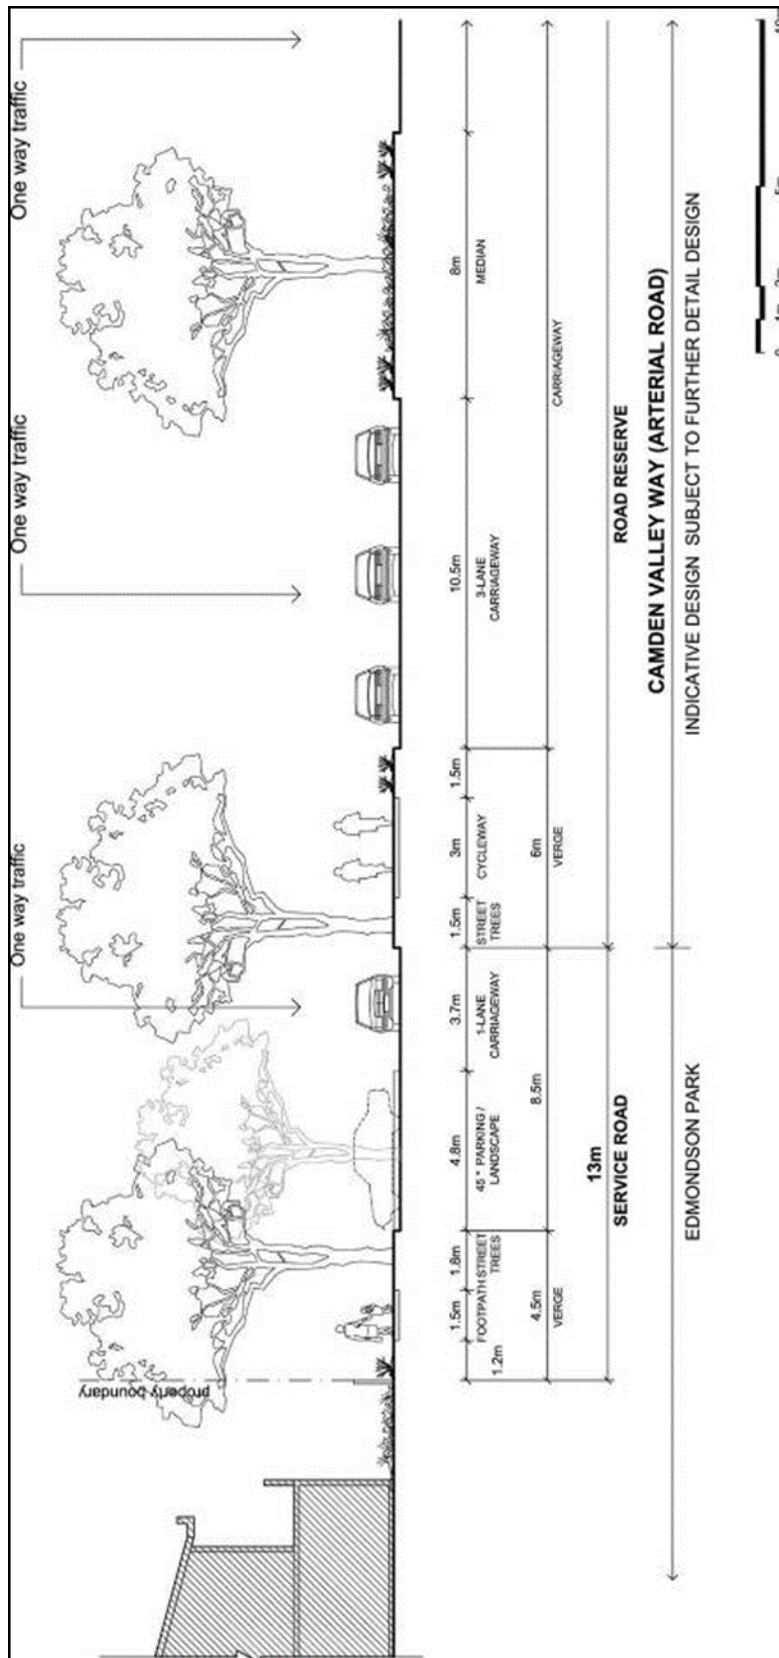 One way traffic
One way traffic
One way traffic
property boundary
1.2m
1.5m
1.8m
4.8m
3.7m
1.5m
3m
1.5m
10.5m
8m
FOOTPATH
STREET
TREES
45° PARKING /
LANDSCAPE
1-LANE
CARRIAGEWAY
STREET
TREES
CYCLEWAY
3-LANE
CARRIAGEWAY
MEDIAN
4.5m
8.5m
6m
VERGE
VERGE
CARRIAGEWAY
13m
SERVICE ROAD
ROAD RESERVE
CAMDEN VALLEY WAY (ARTERIAL ROAD)
EDMONDSON PARK
INDICATIVE DESIGN SUBJECT TO FURTHER DETAIL DESIGN